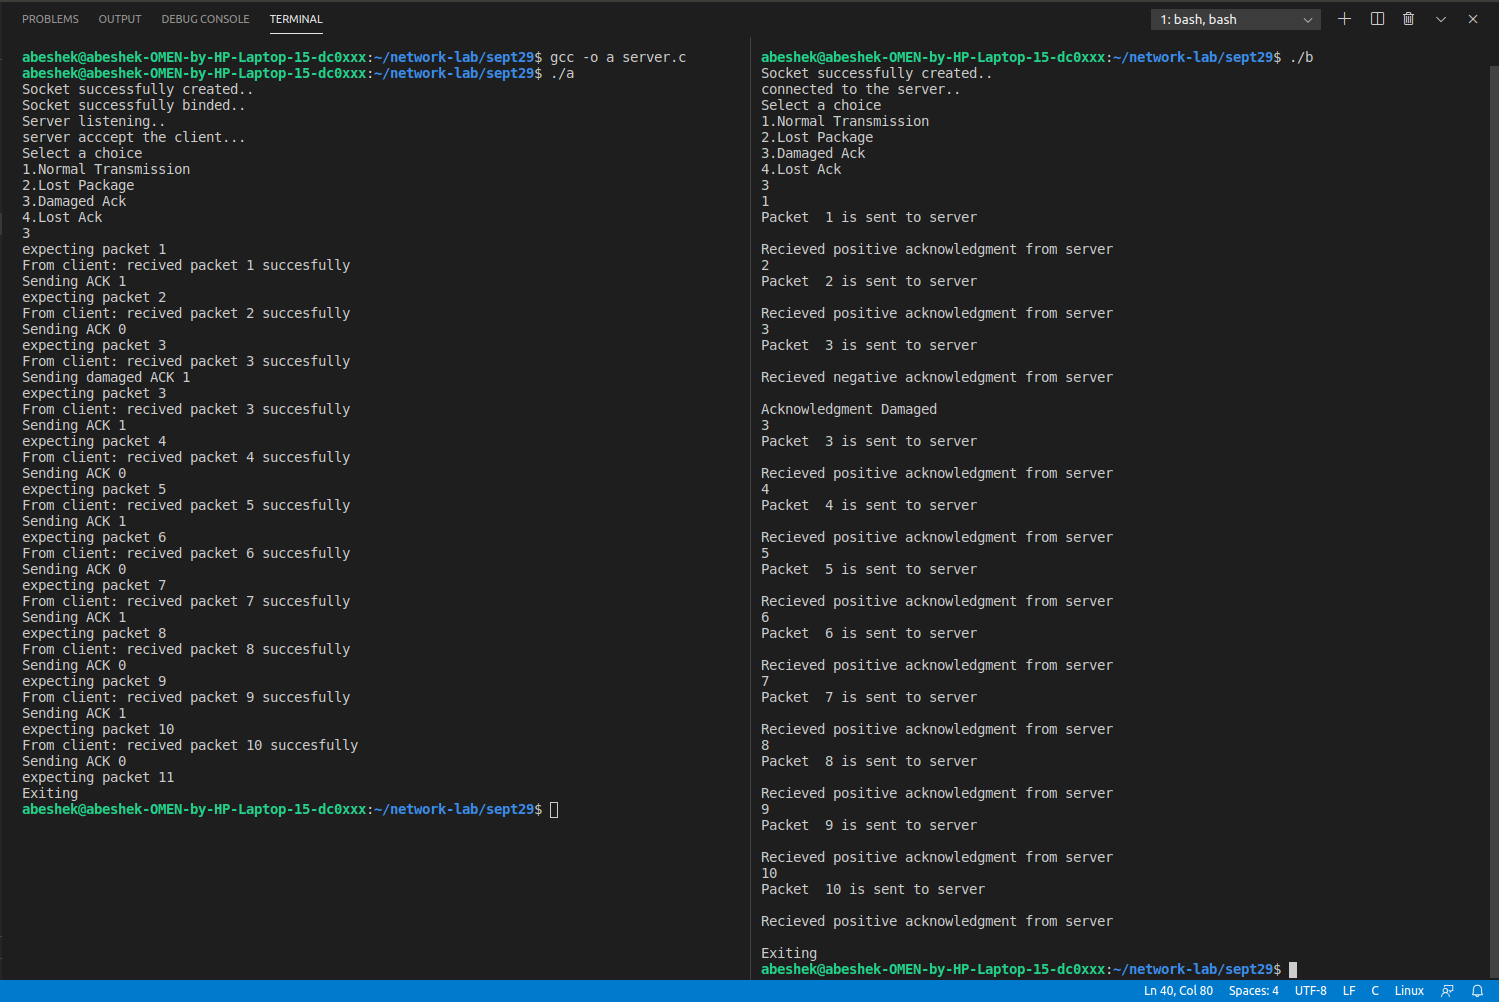 PROBLEMS OUTPUT DEBUG CONSOLE TERMINAL
1: bash, bash
abeshek@abeshek-OMEN-by-HP-Laptop-15-dc0xxx:~/network-lab/sept29$ gcc -o a server.c
abeshek@abeshek-OMEN-by-HP-Laptop-15-dc0xxx:~/network-lab/sept29$ ./a
Socket successfully created..
Socket successfully binded..
Server listening..
server acccept the client...
Select a choice
1.Normal Transmission
2.Lost Package
3.Damaged Ack
4.Lost Ack
3
expecting packet 1
From client: recived packet 1 succesfully
Sending ACK 1
expecting packet 2
From client: recived packet 2 succesfully
Sending ACK 0
expecting packet 3
From client: recived packet 3 succesfully
Sending damaged ACK 1
expecting packet 3
From client: recived packet 3 succesfully
Sending ACK 1
expecting packet 4
From client: recived packet 4 succesfully
Sending ACK 0
expecting packet 5
From client: recived packet 5 succesfully
Sending ACK 1
expecting packet 6
From client: recived packet 6 succesfully
Sending ACK 0
expecting packet 7
From client: recived packet 7 succesfully
Sending ACK 1
expecting packet 8
From client: recived packet 8 succesfully
Sending ACK 0
expecting packet 9
From client: recived packet 9 succesfully
Sending ACK 1
expecting packet 10
From client: recived packet 10 succesfully
Sending ACK 0
expecting packet 11
Exiting
abeshek@abeshek-OMEN-by-HP-Laptop-15-dc0xxx:~/network-lab/sept29$
abeshek@abeshek-OMEN-by-HP-Laptop-15-dc0xxx:~/network-lab/sept29$ ./b
Socket successfully created..
connected to the server..
Select a choice
1.Normal Transmission
2.Lost Package
3.Damaged Ack
4.Lost Ack
3
1
Packet  1 is sent to server
Recieved positive acknowledgment from server
2
Packet  2 is sent to server
Recieved positive acknowledgment from server
3
Packet  3 is sent to server
Recieved negative acknowledgment from server
Acknowledgment Damaged
3
Packet  3 is sent to server
Recieved positive acknowledgment from server
4
Packet  4 is sent to server
Recieved positive acknowledgment from server
5
Packet  5 is sent to server
Recieved positive acknowledgment from server
6
Packet  6 is sent to server
Recieved positive acknowledgment from server
7
Packet  7 is sent to server
Recieved positive acknowledgment from server
8
Packet  8 is sent to server
Recieved positive acknowledgment from server
9
Packet  9 is sent to server
Recieved positive acknowledgment from server
10
Packet  10 is sent to server
Recieved positive acknowledgment from server
Exiting
abeshek@abeshek-OMEN-by-HP-Laptop-15-dc0xxx:~/network-lab/sept29$
Ln 40, Col 80 Spaces: 4 UTF-8 LF C Linux